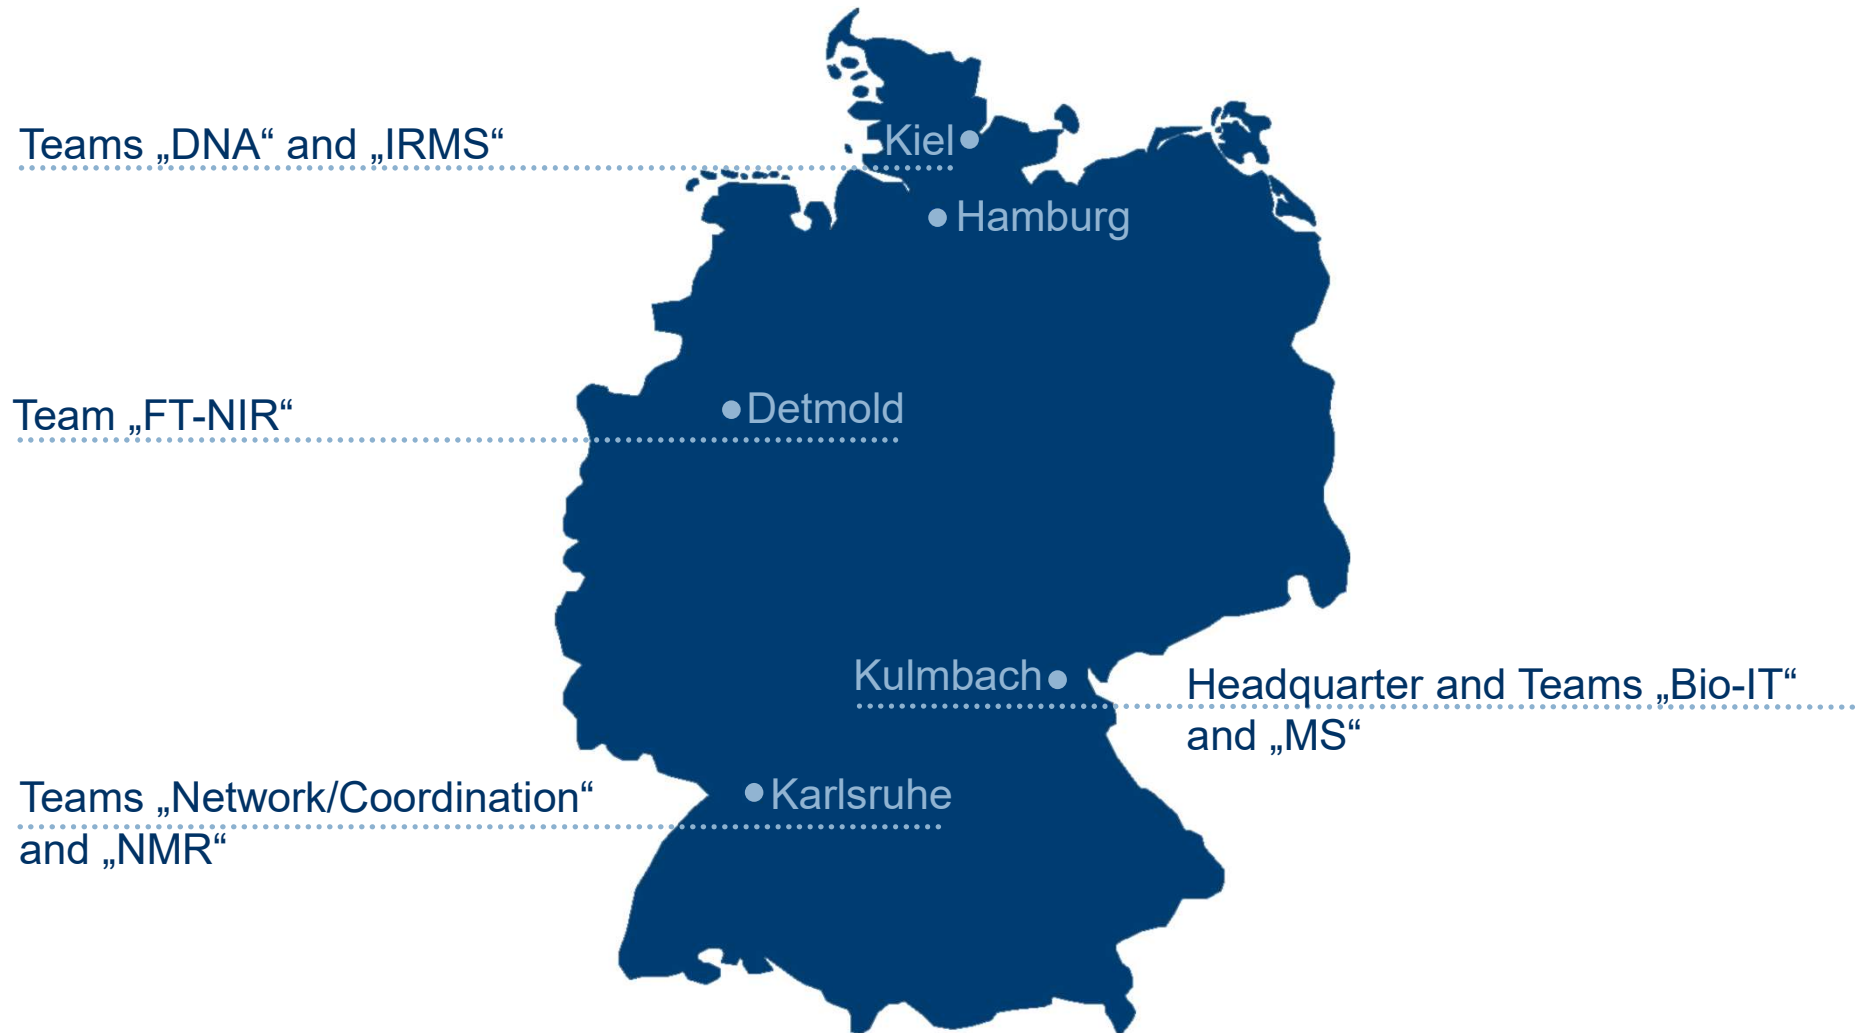 Teams „DNA“ and „IRMS“
Kiel
Hamburg
Team „FT-NIR“
Detmold
Kulmbach
Headquarter and Teams „Bio-IT“
and „MS“
Teams „Network/Coordination“
and „NMR“
Karlsruhe